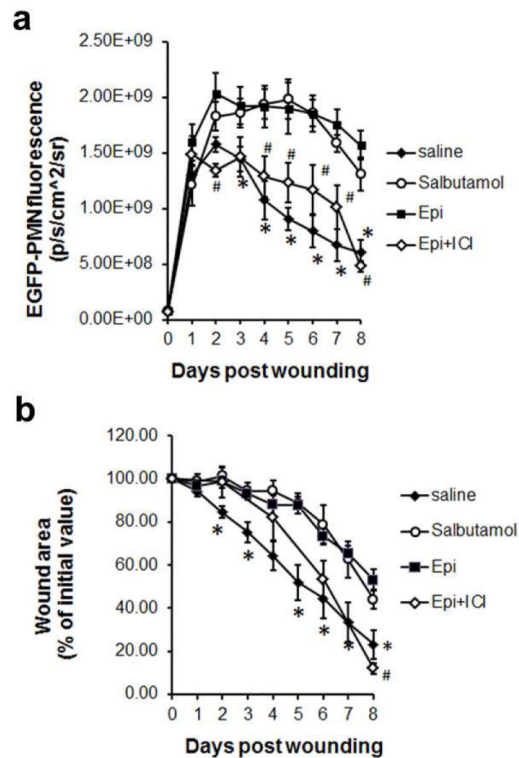 a
2.50E+09
2.00E+09
1.50E+09
1.00E+09
5.00E+08
0.00E+00
EGFP-PMNfluorescence
(p/s/cm^2/sr)
# # # # # #
* * * * * *
0 1 2 3 4 5 6 7 8
Days post wounding
saline
Salbutamol
Epi
Epi+ICI
b
120.00
100.00
80.00
60.00
40.00
20.00
0.00
Wound area
(% of initial value)
* * * * * *
#
0 1 2 3 4 5 6 7 8
Days post wounding
saline
Salbutamol
Epi
Epi+ICI